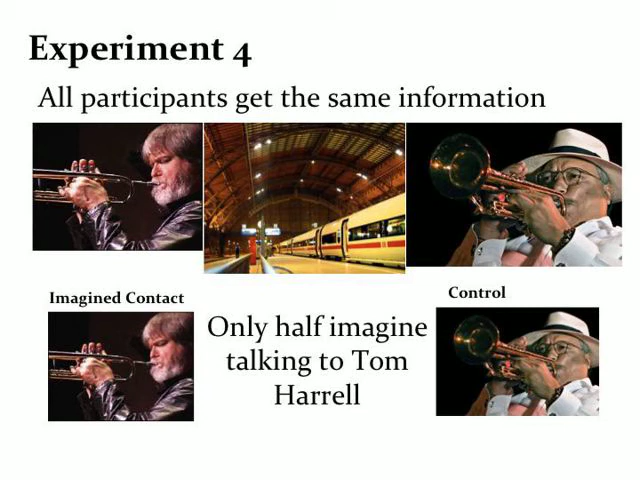 Experiment 4
All participants get the same information
Imagined Contact
Control
Only half imagine
talking to Tom
Harrell